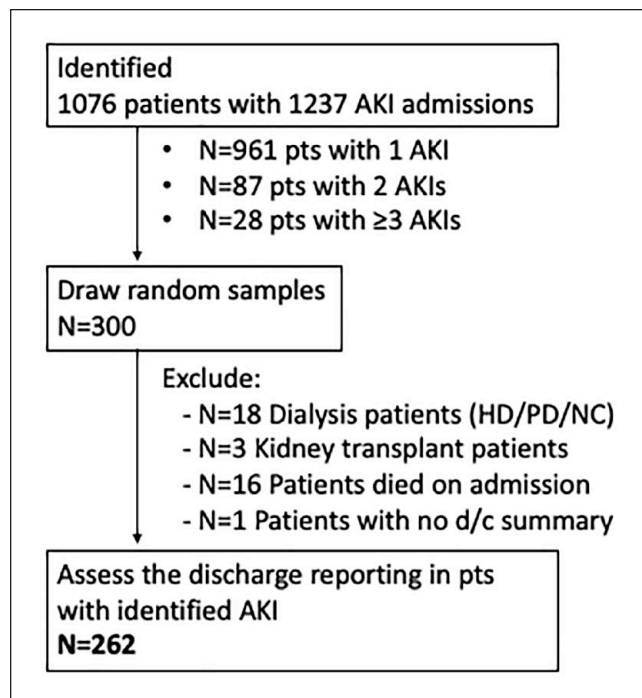 Identified
1076 patients with 1237 AKI admissions
• N=961 pts with 1 AKI
• N=87 pts with 2 AKIs
• N=28 pts with ≥3 AKIs
Draw random samples
N=300
Exclude:
- N=18 Dialysis patients (HD/PD/NC)
- N=3 Kidney transplant patients
- N=16 Patients died on admission
- N=1 Patients with no d/c summary
Assess the discharge reporting in pts
with identified AKI
N=262